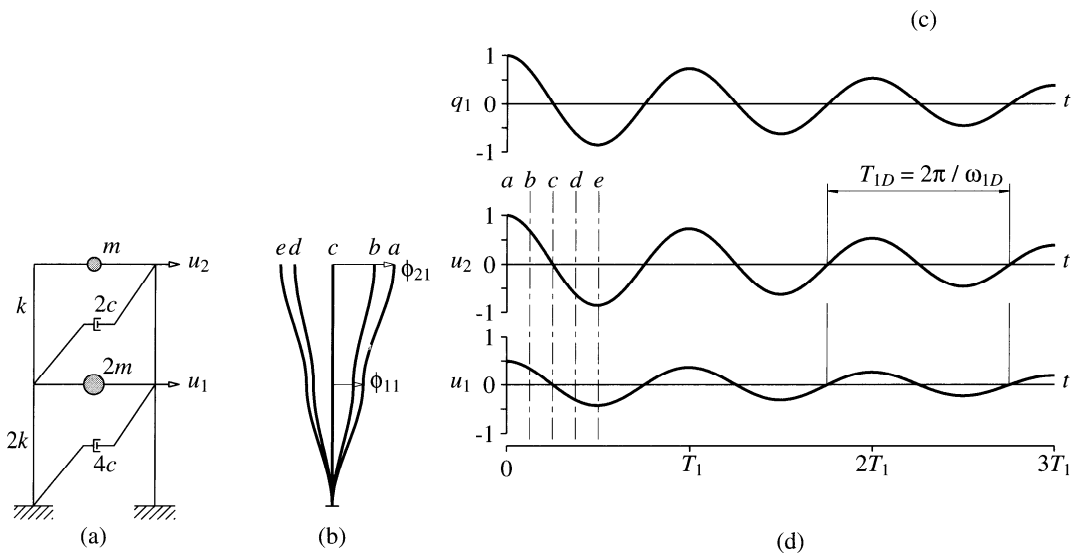 (c)
1
q1 0 t
-1
a b c d e
T1D = 2π / ω1D
1
u2 0 t
-1
1
u1 0 t
-1
0 T1 2T1 3T1
(d)
m
u2
k
2c
2m
u1
2k
4c
(a)
e d c b a
ϕ21
ϕ11
(b)